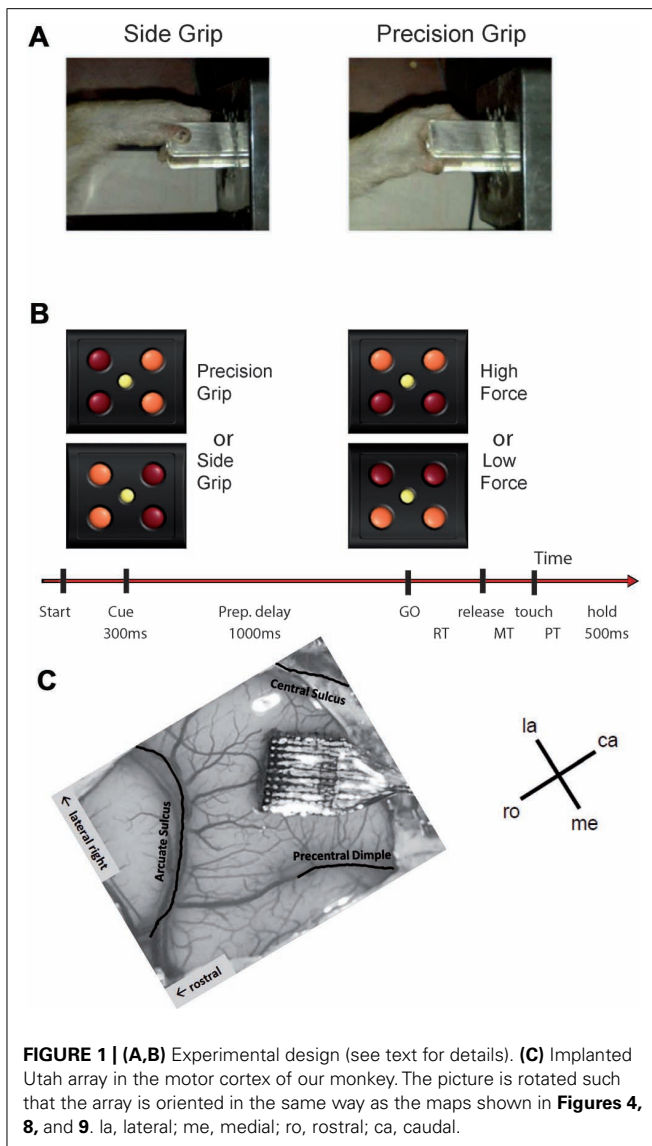 A
Side Grip
Precision Grip
B
Precision
Grip
or
Side
Grip
High
Force
or
Low
Force
Time
Start
Cue
300ms
Prep. delay
1000ms
GO
RT
release
MT
touch
PT
hold
500ms
C
Central Sulcus
← lateral right
Arcuate Sulcus
Precentral Dimple
← rostral
la
ca
ro
me
FIGURE 1 | (A,B) Experimental design (see text for details). (C) Implanted
Utah array in the motor cortex of our monkey. The picture is rotated such
that the array is oriented in the same way as the maps shown in Figures 4,
8, and 9. la, lateral; me, medial; ro, rostral; ca, caudal.